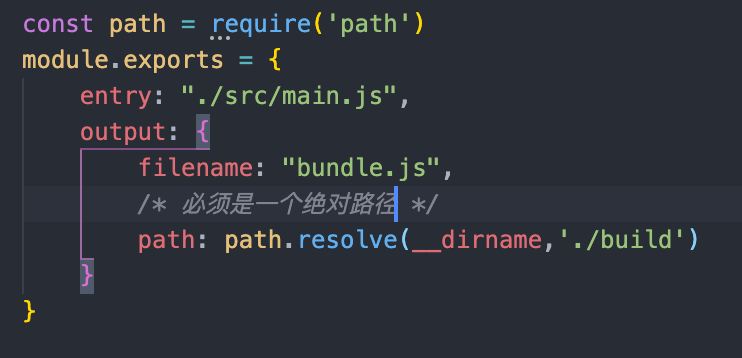 const path = require('path')
module.exports = {
    entry: "./src/main.js",
    output: {
        filename: "bundle.js",
        /* 必须是一个绝对路径 */
        path: path.resolve(__dirname,'./build')
    }
}